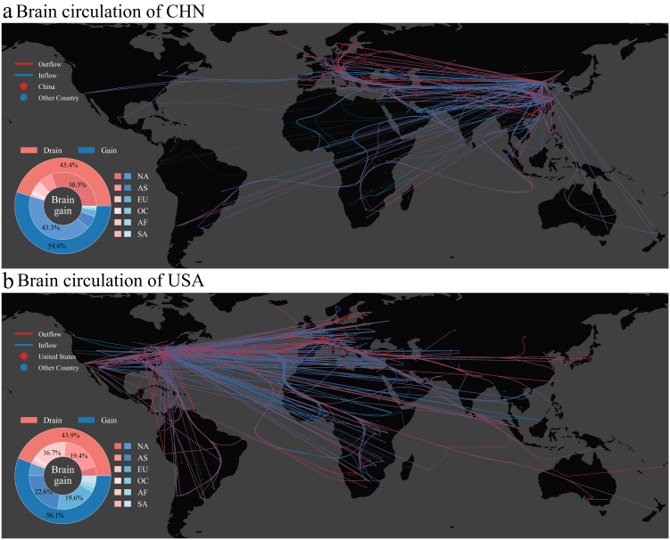 a Brain circulation of CHN
Outflow
Inflow
China
Other Country
Drain
Gain
45.4%
30.5%
Brain
gain
43.3%
54.6%
NA
AS
EU
OC
AF
SA
b Brain circulation of USA
Outflow
Inflow
United States
Other Country
Drain
Gain
43.9%
16.7%
19.4%
Brain
gain
22.6%
19.6%
56.1%
NA
AS
EU
OC
AF
SA